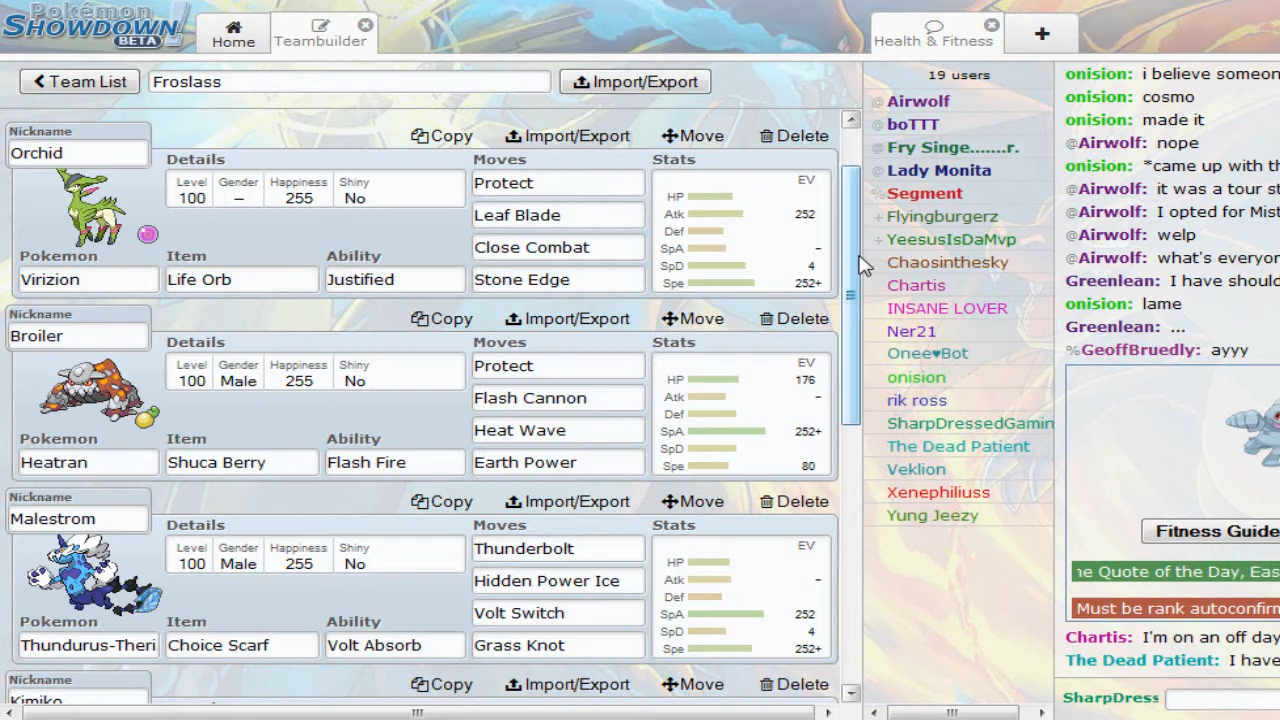 Pokémon
SHOWDOWN!
BETA
Home
Teambuilder
Health & Fitness
+
Team List
Froslass
Import/Export
Nickname
Orchid
Copy Import/Export Move Delete
Details Moves Stats
Level Gender Happiness Shiny
100 – 255 No
Protect
Leaf Blade
Close Combat
Stone Edge
EV
HP
Atk 252
Def
SpA –
SpD 4
Spe 252+
Pokemon Item Ability
Virizion Life Orb Justified
Nickname
Broiler
Copy Import/Export Move Delete
Details Moves Stats
Level Gender Happiness Shiny
100 Male 255 No
Protect
Flash Cannon
Heat Wave
Earth Power
EV
HP 176
Atk –
Def
SpA 252+
SpD
Spe 80
Pokemon Item Ability
Heatran Shuca Berry Flash Fire
Nickname
Malestrom
Copy Import/Export Move Delete
Details Moves Stats
Level Gender Happiness Shiny
100 Male 255 No
Thunderbolt
Hidden Power Ice
Volt Switch
Grass Knot
EV
HP
Atk –
Def
SpA 252
SpD 4
Spe 252+
Pokemon Item Ability
Thundurus-Theri Choice Scarf Volt Absorb
Nickname
Kimiko
Copy Import/Export Move Delete
19 users
@Airwolf
@boTTT
@Fry Singe.......r.
@Lady Monita
%Segment
+Flyingburgerz
+YeesusIsDaMvp
Chaosinthesky
Chartis
INSANE LOVER
Ner21
Onee♥Bot
onision
rik ross
SharpDressedGamin
The Dead Patient
Veklion
Xenephiliuss
Yung Jeezy
onision: i believe someon
onision: cosmo
onision: made it
@Airwolf: nope
onision: *came up with th
@Airwolf: it was a tour st
@Airwolf: I opted for Mist
@Airwolf: welp
@Airwolf: what's everyon
Greenlean: I have should
onision: lame
Greenlean: ...
%GeoffBruedly: ayyy
Fitness Guide
ne Quote of the Day, Eas
Must be rank autoconfirm
Chartis: I'm on an off day
The Dead Patient: I have
SharpDress